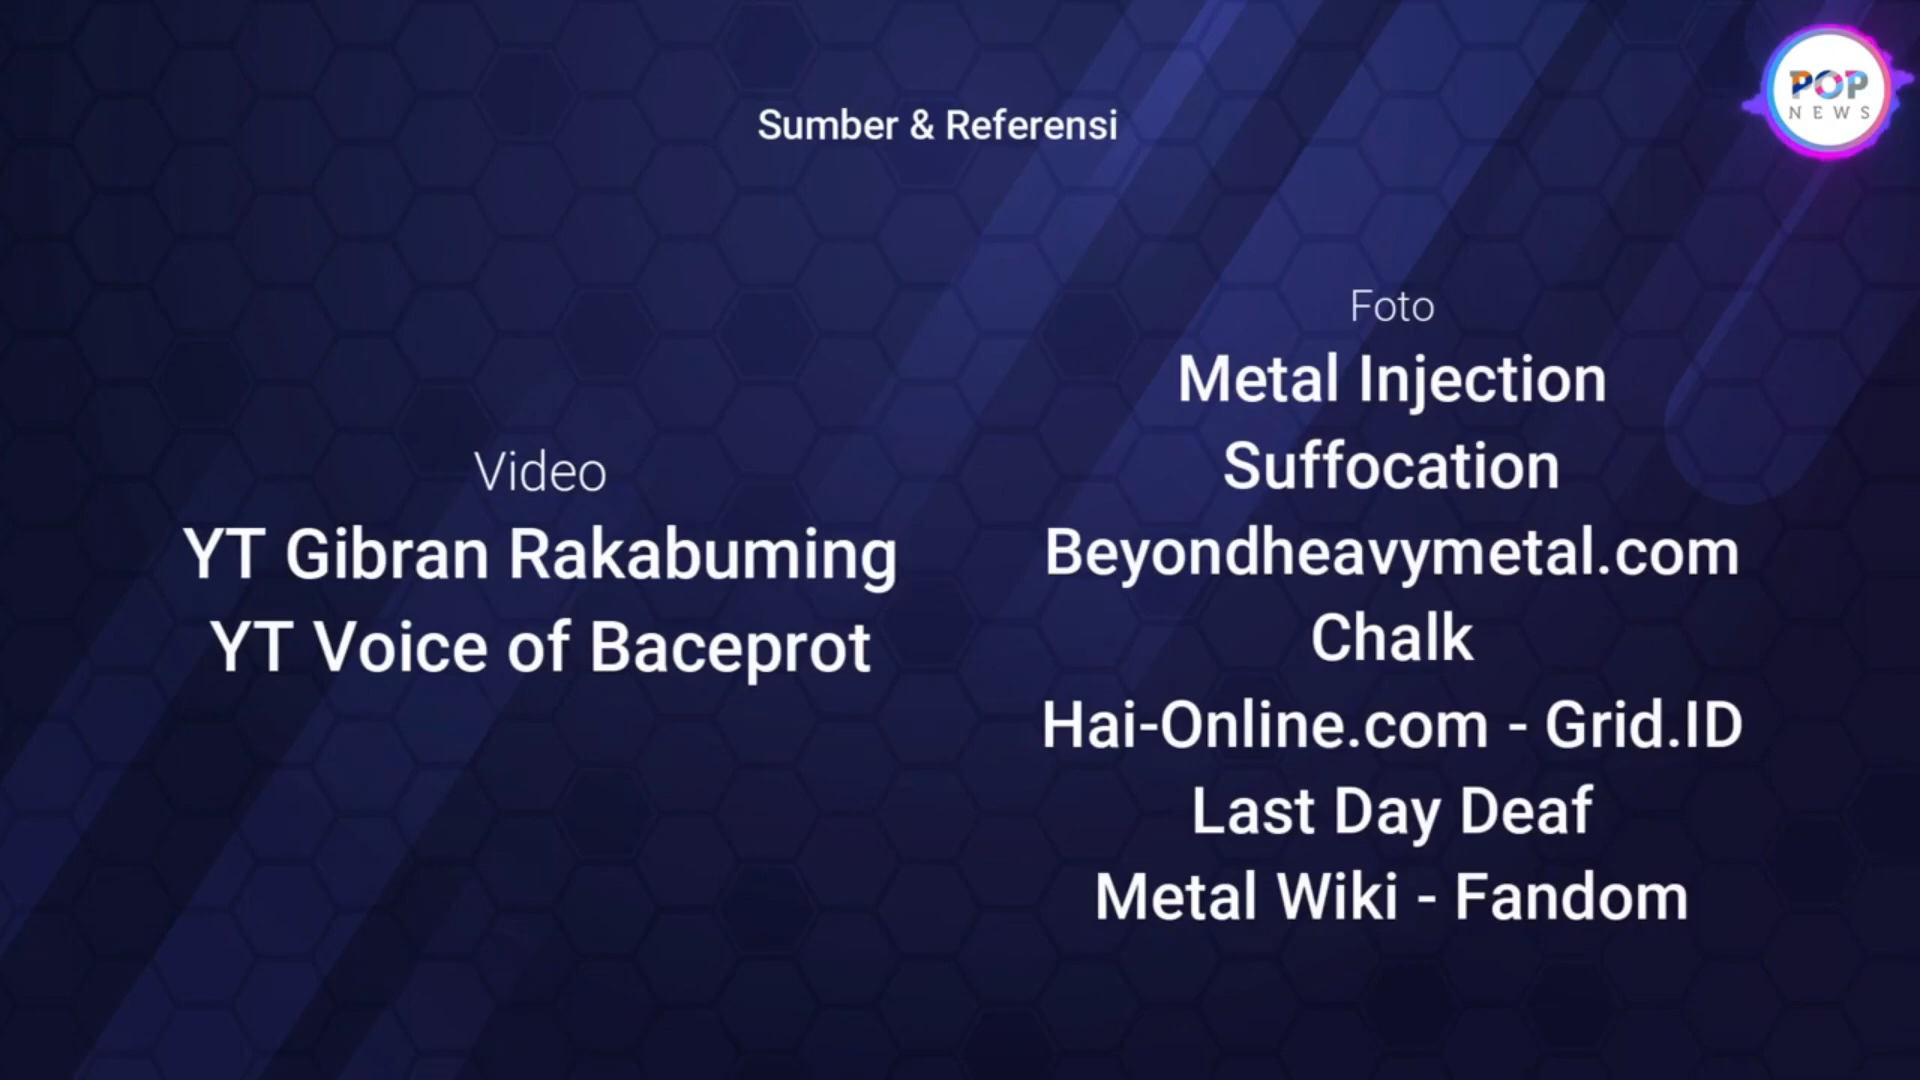 POP
NEWS
Sumber & Referensi
Video
YT Gibran Rakabuming
YT Voice of Baceprot
Foto
Metal Injection
Suffocation
Beyondheavymetal.com
Chalk
Hai-Online.com - Grid.ID
Last Day Deaf
Metal Wiki - Fandom